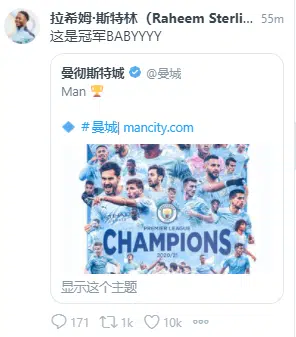 拉希姆·斯特林（Raheem Sterli... 55m
这是冠军BABYYYY
曼彻斯特城 @曼城
Man
#曼城| mancity.com
PREMIER LEAGUE
CHAMPIONS
2020/21
显示这个主题
171 1k 10k